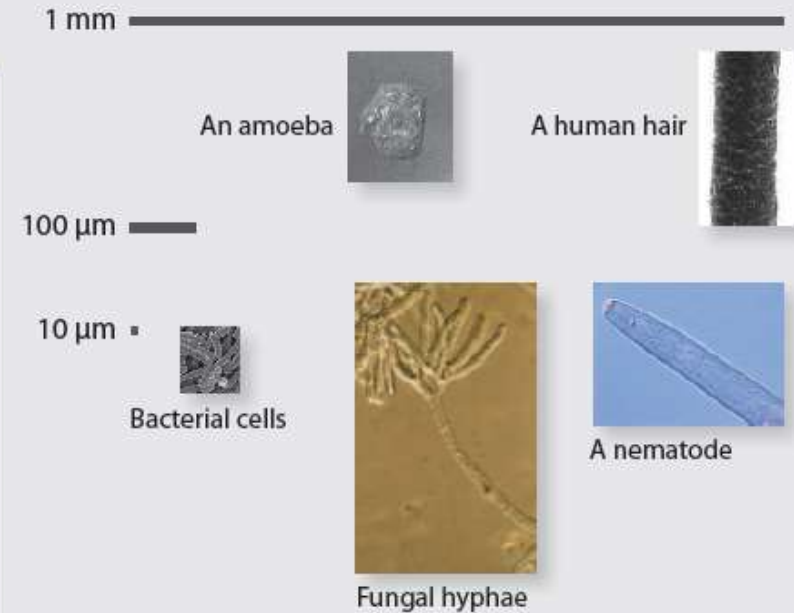 1 mm
An amoeba
A human hair
100 µm
10 µm
Bacterial cells
A nematode
Fungal hyphae